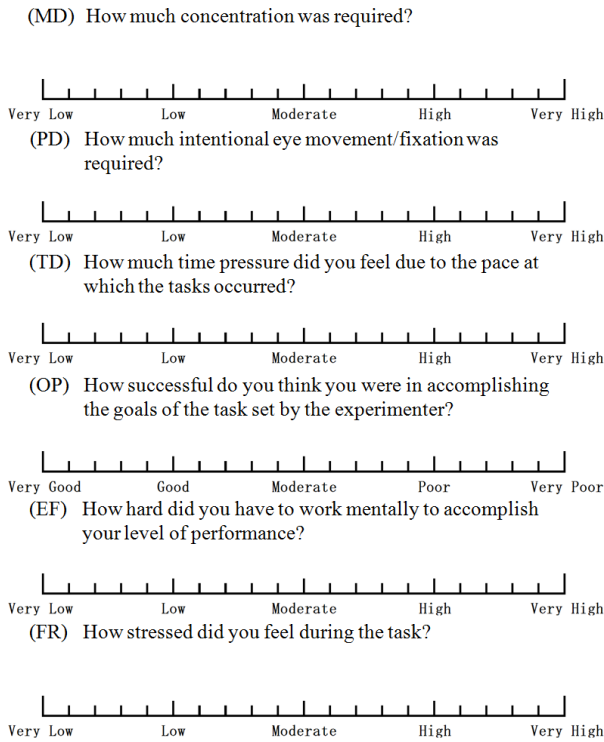 (MD) How much concentration was required?
Very Low Low Moderate High Very High
(PD) How much intentional eye movement/fixation was
required?
Very Low Low Moderate High Very High
(TD) How much time pressure did you feel due to the pace at
which the tasks occurred?
Very Low Low Moderate High Very High
(OP) How successful do you think you were in accomplishing
the goals of the task set by the experimenter?
Very Good Good Moderate Poor Very Poor
(EF) How hard did you have to work mentally to accomplish
your level of performance?
Very Low Low Moderate High Very High
(FR) How stressed did you feel during the task?
Very Low Low Moderate High Very High